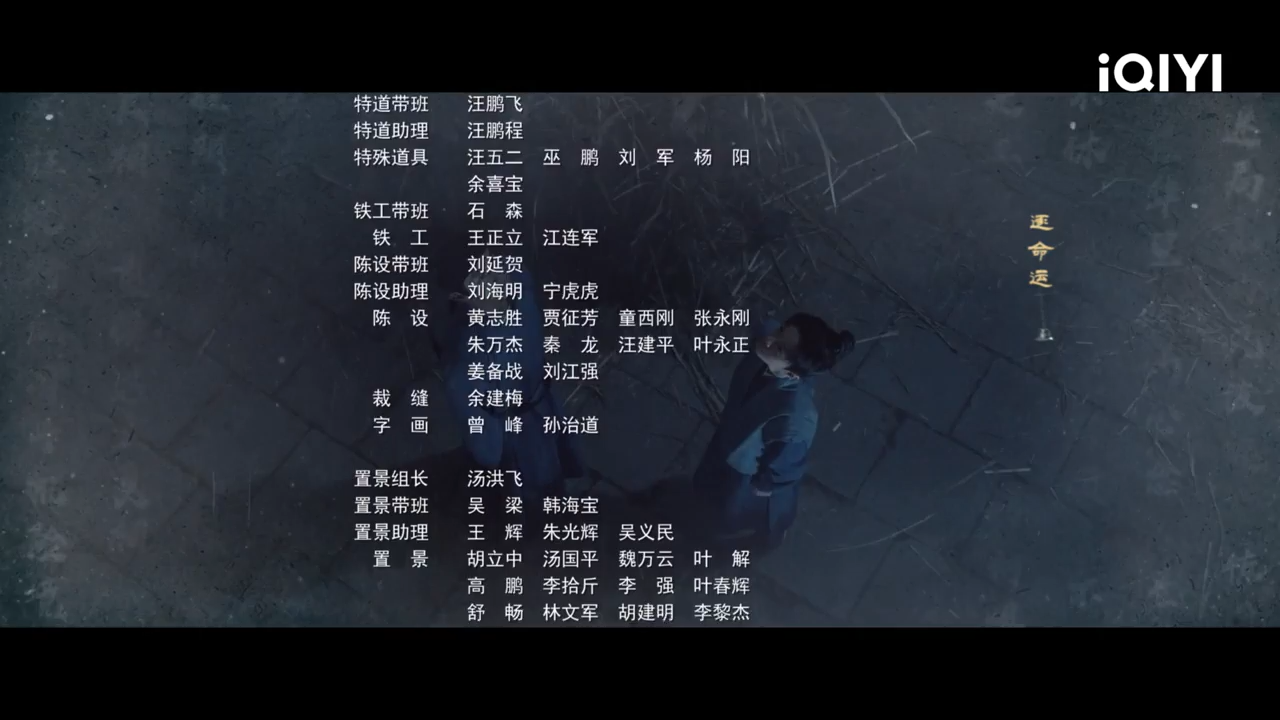 iQIYI
特道带班 汪鹏飞
特道助理 汪鹏程
特殊道具 汪五二 巫 鹏 刘 军 杨 阳
余喜宝
铁工带班 石 森
铁 工 王正立 江连军
陈设带班 刘延贺
陈设助理 刘海明 宁虎虎
陈 设 黄志胜 贾征芳 童西刚 张永刚
朱万杰 秦 龙 汪建平 叶永正
姜备战 刘江强
裁 缝 余建梅
字 画 曾 峰 孙治道
置景组长 汤洪飞
置景带班 吴 梁 韩海宝
置景助理 王 辉 朱光辉 吴义民
置 景 胡立中 汤国平 魏万云 叶 解
高 鹏 李拾斤 李 强 叶春辉
舒 畅 林文军 胡建明 李黎杰
命运